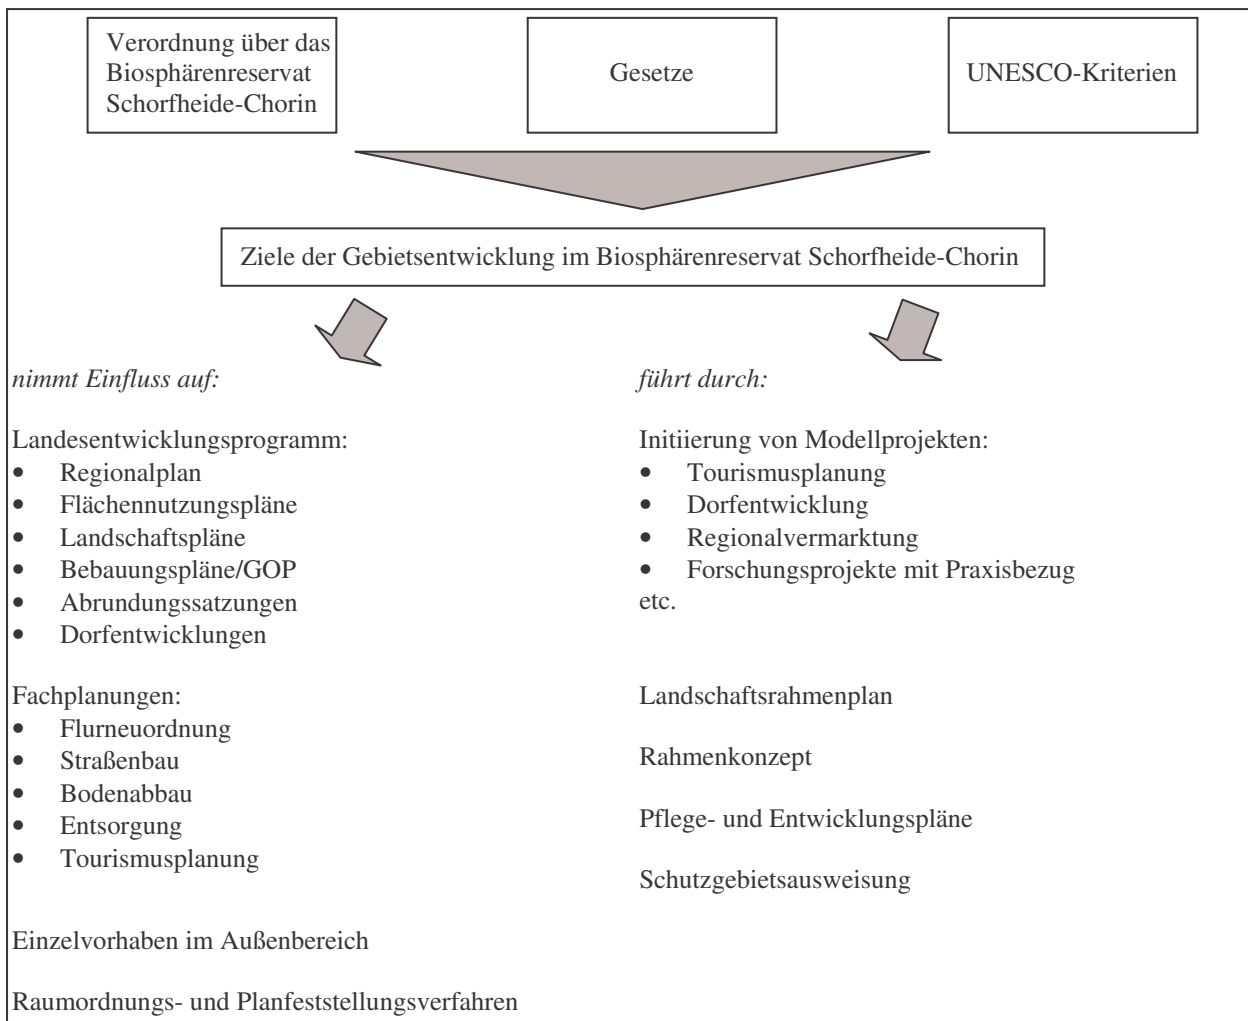 Verordnung über das
Biosphärenreservat
Schorfheide-Chorin
Gesetze
UNESCO-Kriterien
Ziele der Gebietsentwicklung im Biosphärenreservat Schorfheide-Chorin
nimmt Einfluss auf:
Landesentwicklungsprogramm:
• Regionalplan
• Flächennutzungspläne
• Landschaftspläne
• Bebauungspläne/GOP
• Abrundungssatzungen
• Dorfentwicklungen
Fachplanungen:
• Flurneuordnung
• Straßenbau
• Bodenabbau
• Entsorgung
• Tourismusplanung
Einzelvorhaben im Außenbereich
Raumordnungs- und Planfeststellungsverfahren
führt durch:
Initiierung von Modellprojekten:
• Tourismusplanung
• Dorfentwicklung
• Regionalvermarktung
• Forschungsprojekte mit Praxisbezug
etc.
Landschaftsrahmenplan
Rahmenkonzept
Pflege- und Entwicklungspläne
Schutzgebietsausweisung